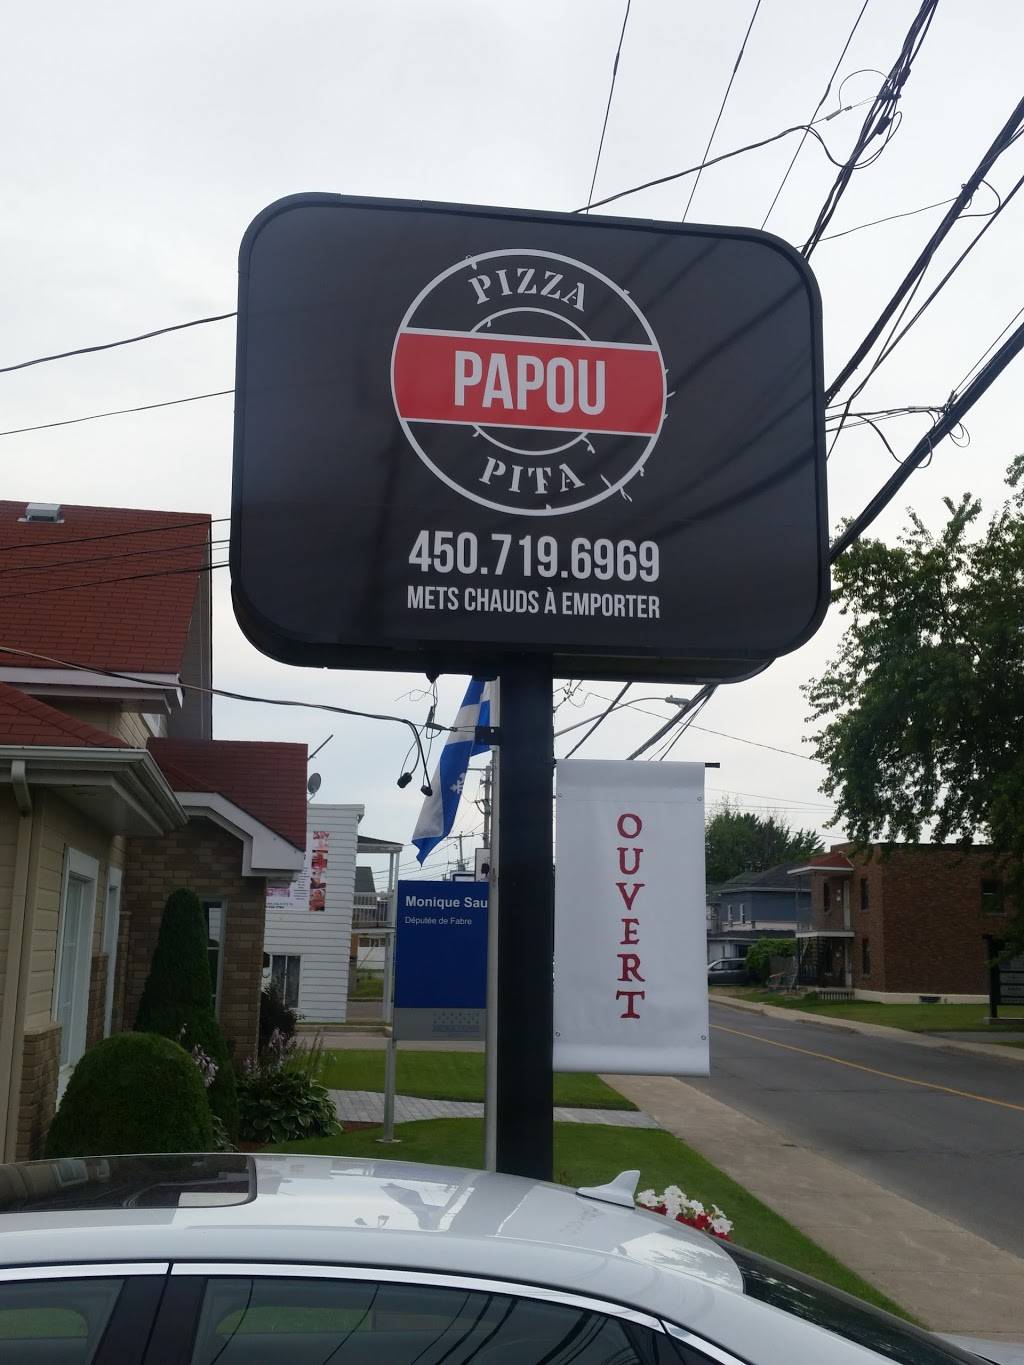 PIZZA
PAPOU
PITA
450.719.6969
METS CHAUDS À EMPORTER
OUVERT
Monique Sau
Députée de Fabre